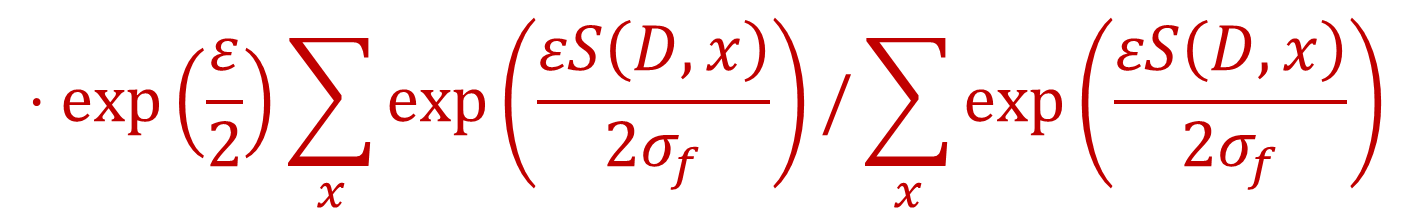 · exp(ε/2) ∑_x exp(εS(D, x)/2σ_f) / ∑_x exp(εS(D, x)/2σ_f)